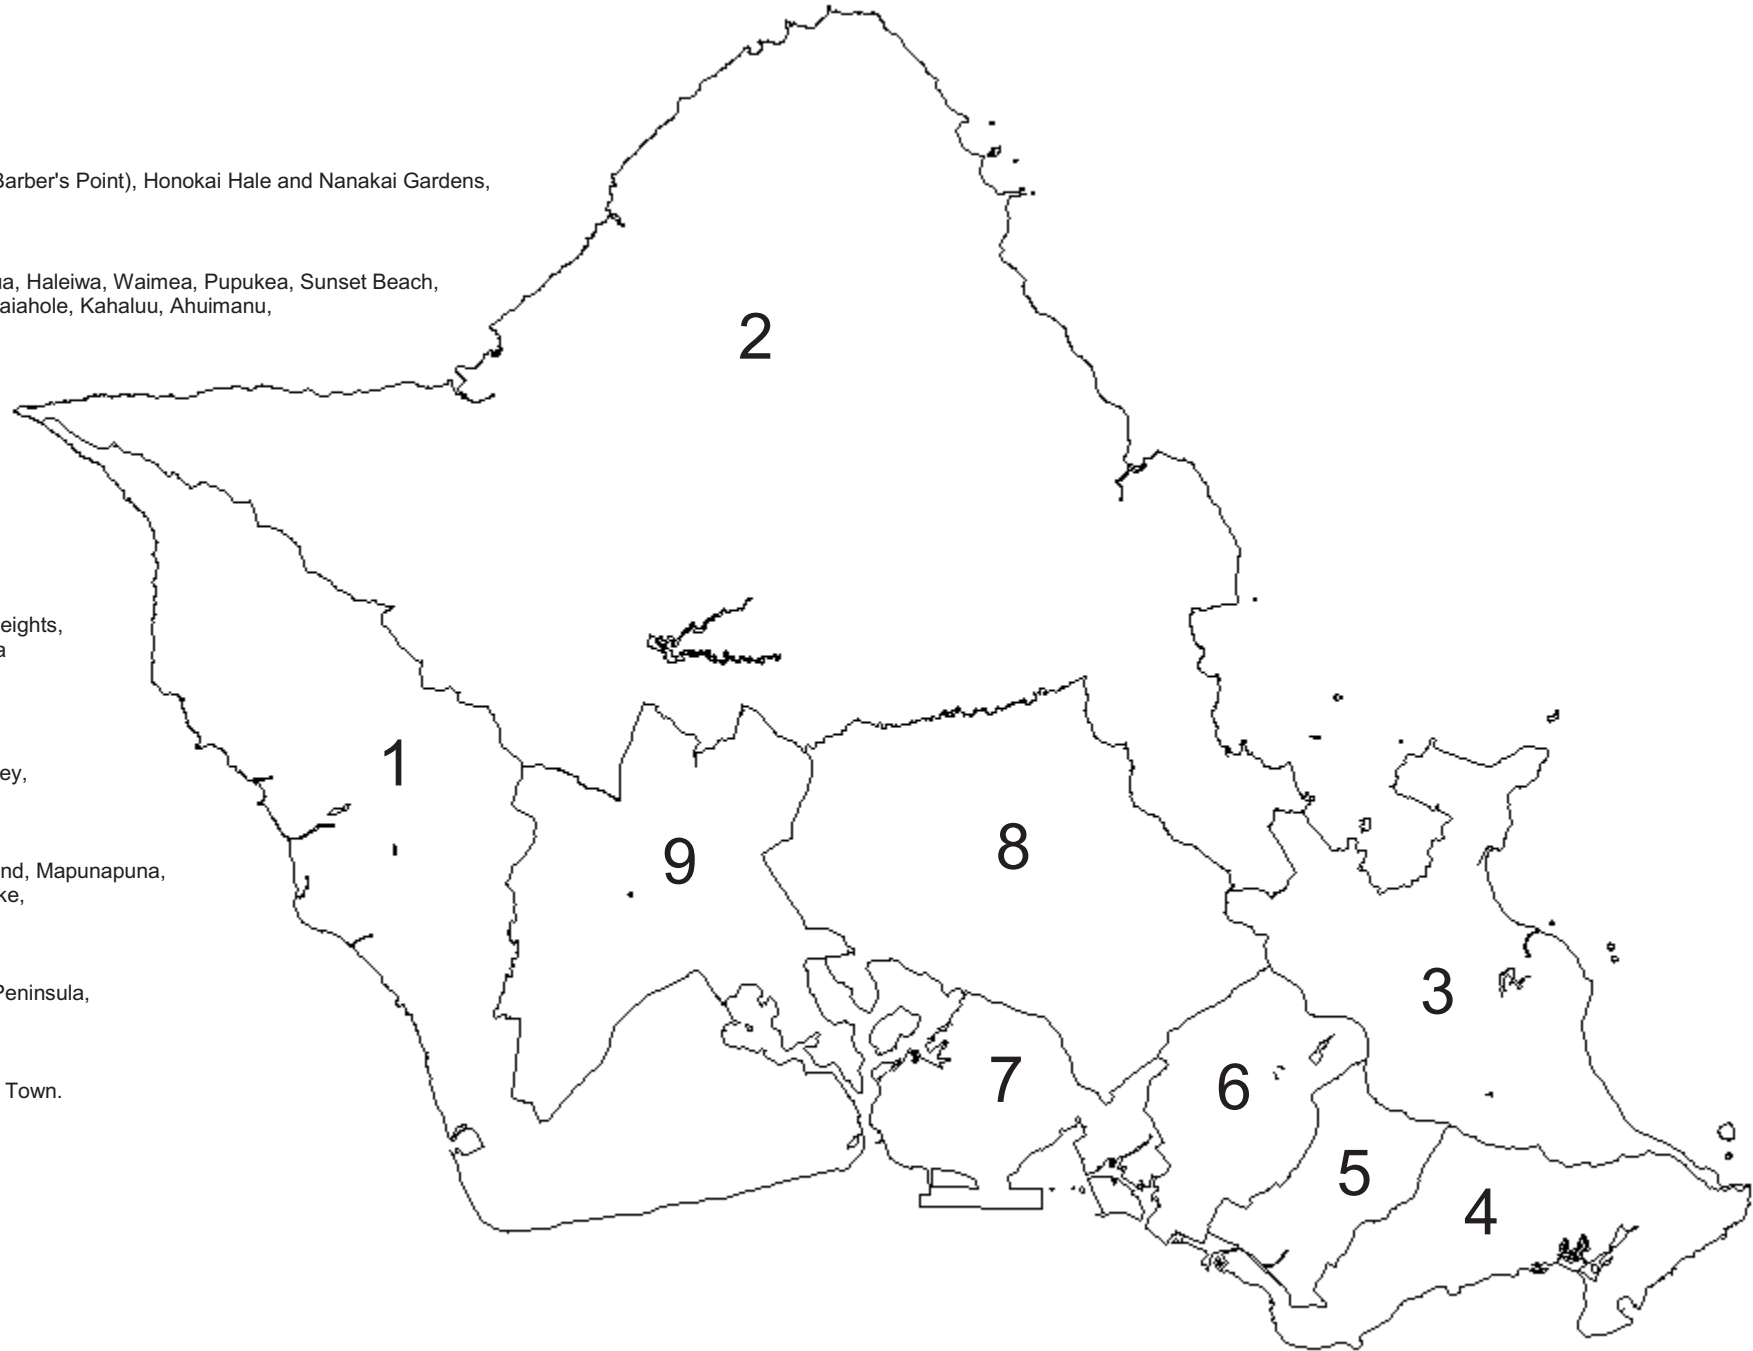 Barber's Point), Honokai Hale and Nanakai Gardens,
Haleiwa, Waimea, Pupukea, Sunset Beach,
aiahole, Kahaluu, Ahuimanu,
2
eights,
a
1
ey,
9
8
nd, Mapunapuna,
ke,
3
Peninsula,
7
6
Town.
5
4